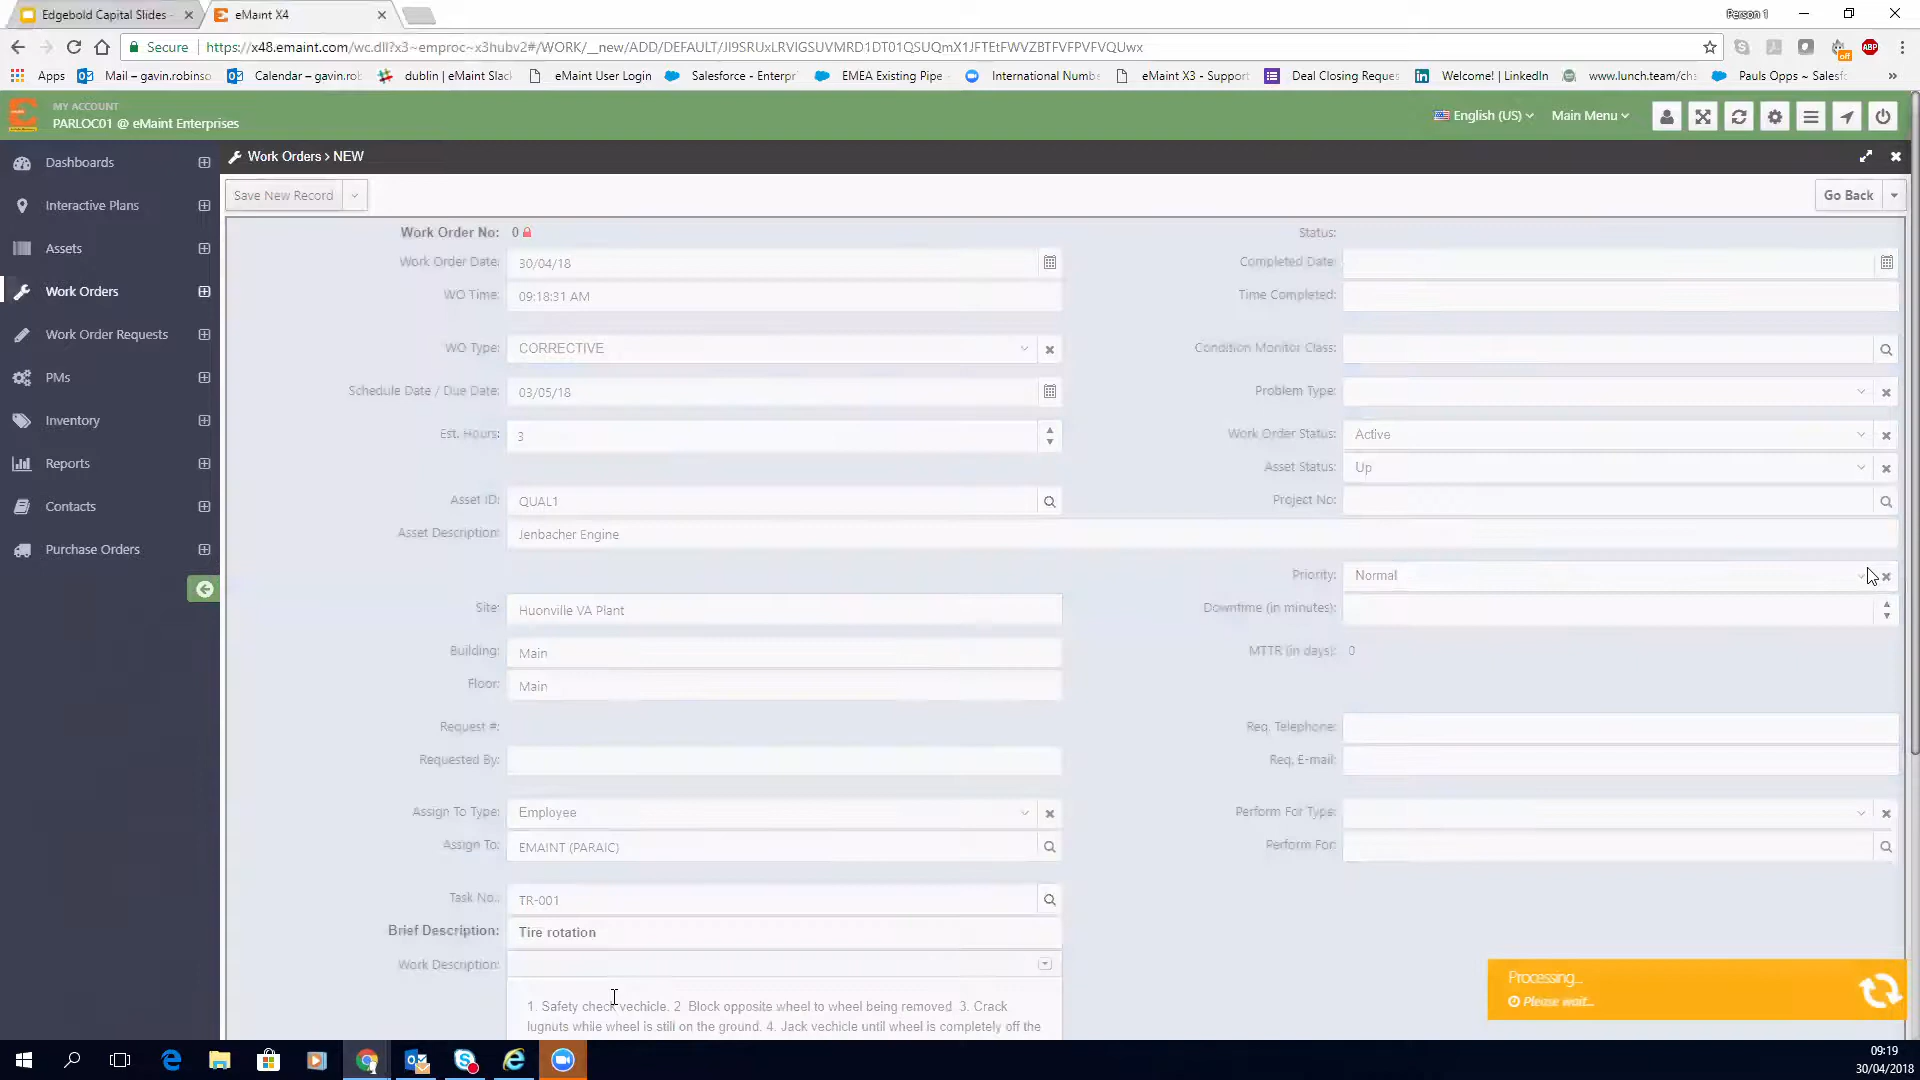 Edgebold Capital Slides -
eMaint X4
Person 1
Secure
https://x48.emaint.com/wc.dll?x3~emproc~x3hubv2#/WORK/__new/ADD/DEFAULT/JI9SRUxLRVIGSUVMRD1DT01QSUQmX1JFTEtFWVZBTFVFPVFVQUwx
ABP
off
Apps
Mail – gavin.robinso
Calendar – gavin.rob
dublin | eMaint Slac
eMaint User Login
Salesforce - Enterpr
EMEA Existing Pipe
International Numb
eMaint X3 - Support
Deal Closing Reques
Welcome! | LinkedIn
www.lunch.team/cha
Pauls Opps ~ Salesf
MY ACCOUNT
PARLOC01 @ eMaint Enterprises
English (US)
Main Menu
Dashboards
Interactive Plans
Assets
Work Orders
Work Order Requests
PMs
Inventory
Reports
Contacts
Purchase Orders
Work Orders > NEW
Save New Record
Go Back
Work Order No: 0
Status:
Work Order Date: 30/04/18
Completed Date:
WO Time: 09:18:31 AM
Time Completed:
WO Type: CORRECTIVE
Condition Monitor Class:
Schedule Date / Due Date: 03/05/18
Problem Type:
Est. Hours: 3
Work Order Status: Active
Asset Status: Up
Asset ID: QUAL1
Project No:
Asset Description: Jenbacher Engine
Priority: Normal
Site: Huonville VA Plant
Downtime (in minutes):
Building: Main
MTTR (in days): 0
Floor: Main
Request #:
Req. Telephone:
Requested By:
Req. E-mail:
Assign To Type: Employee
Perform For Type:
Assign To: EMAINT (PARAIC)
Perform For:
Task No.: TR-001
Brief Description: Tire rotation
Work Description:
1. Safety check vechicle. 2 Block opposite wheel to wheel being removed 3. Crack
lugnuts while wheel is still on the ground. 4. Jack vechicle until wheel is completely off the
Processing...
Please wait...
09:19
30/04/2018